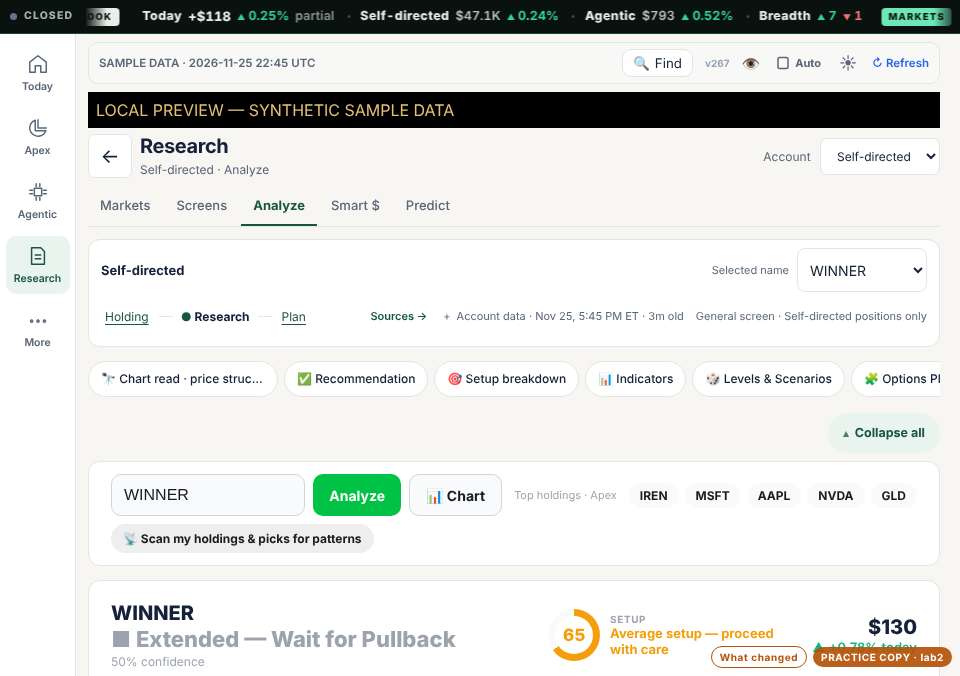 CLOSED OOK Today +$118 ▲ 0.25% partial · Self-directed $47.1K ▲ 0.24% · Agentic $793 ▲ 0.52% · Breadth ▲ 7 ▼ 1 MARKETS
SAMPLE DATA · 2026-11-25 22:45 UTC
Find v267 Auto Refresh
LOCAL PREVIEW — SYNTHETIC SAMPLE DATA
Today
Apex
Agentic
Research
More
Research
Self-directed · Analyze
Account Self-directed
Markets Screens Analyze Smart $ Predict
Self-directed
Selected name WINNER
Holding Research Plan Sources → + Account data · Nov 25, 5:45 PM ET · 3m old General screen · Self-directed positions only
Chart read · price struc... Recommendation Setup breakdown Indicators Levels & Scenarios Options Pl
▲ Collapse all
WINNER Analyze Chart Top holdings · Apex IREN MSFT AAPL NVDA GLD
Scan my holdings & picks for patterns
WINNER
Extended — Wait for Pullback
50% confidence
65
SETUP
Average setup — proceed
with care
$130
▲ +0.78% today
What changed
PRACTICE COPY · lab2